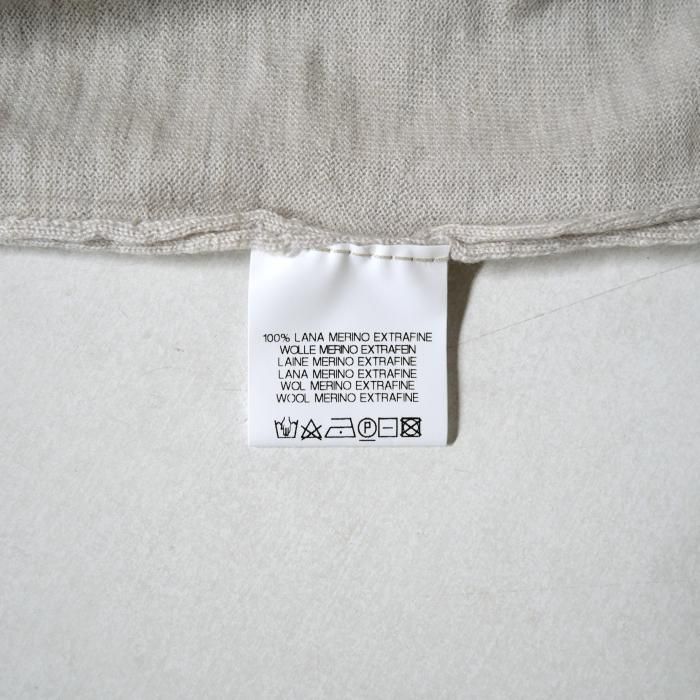 100% LANA MERINO EXTRAFINE
WOLLE MERINO EXTRAFEIN
LAINE MERINO EXTRAFINE
LANA MERINO EXTRAFINE
WOL MERINO EXTRAFINE
WOOL MERINO EXTRAFINE
P